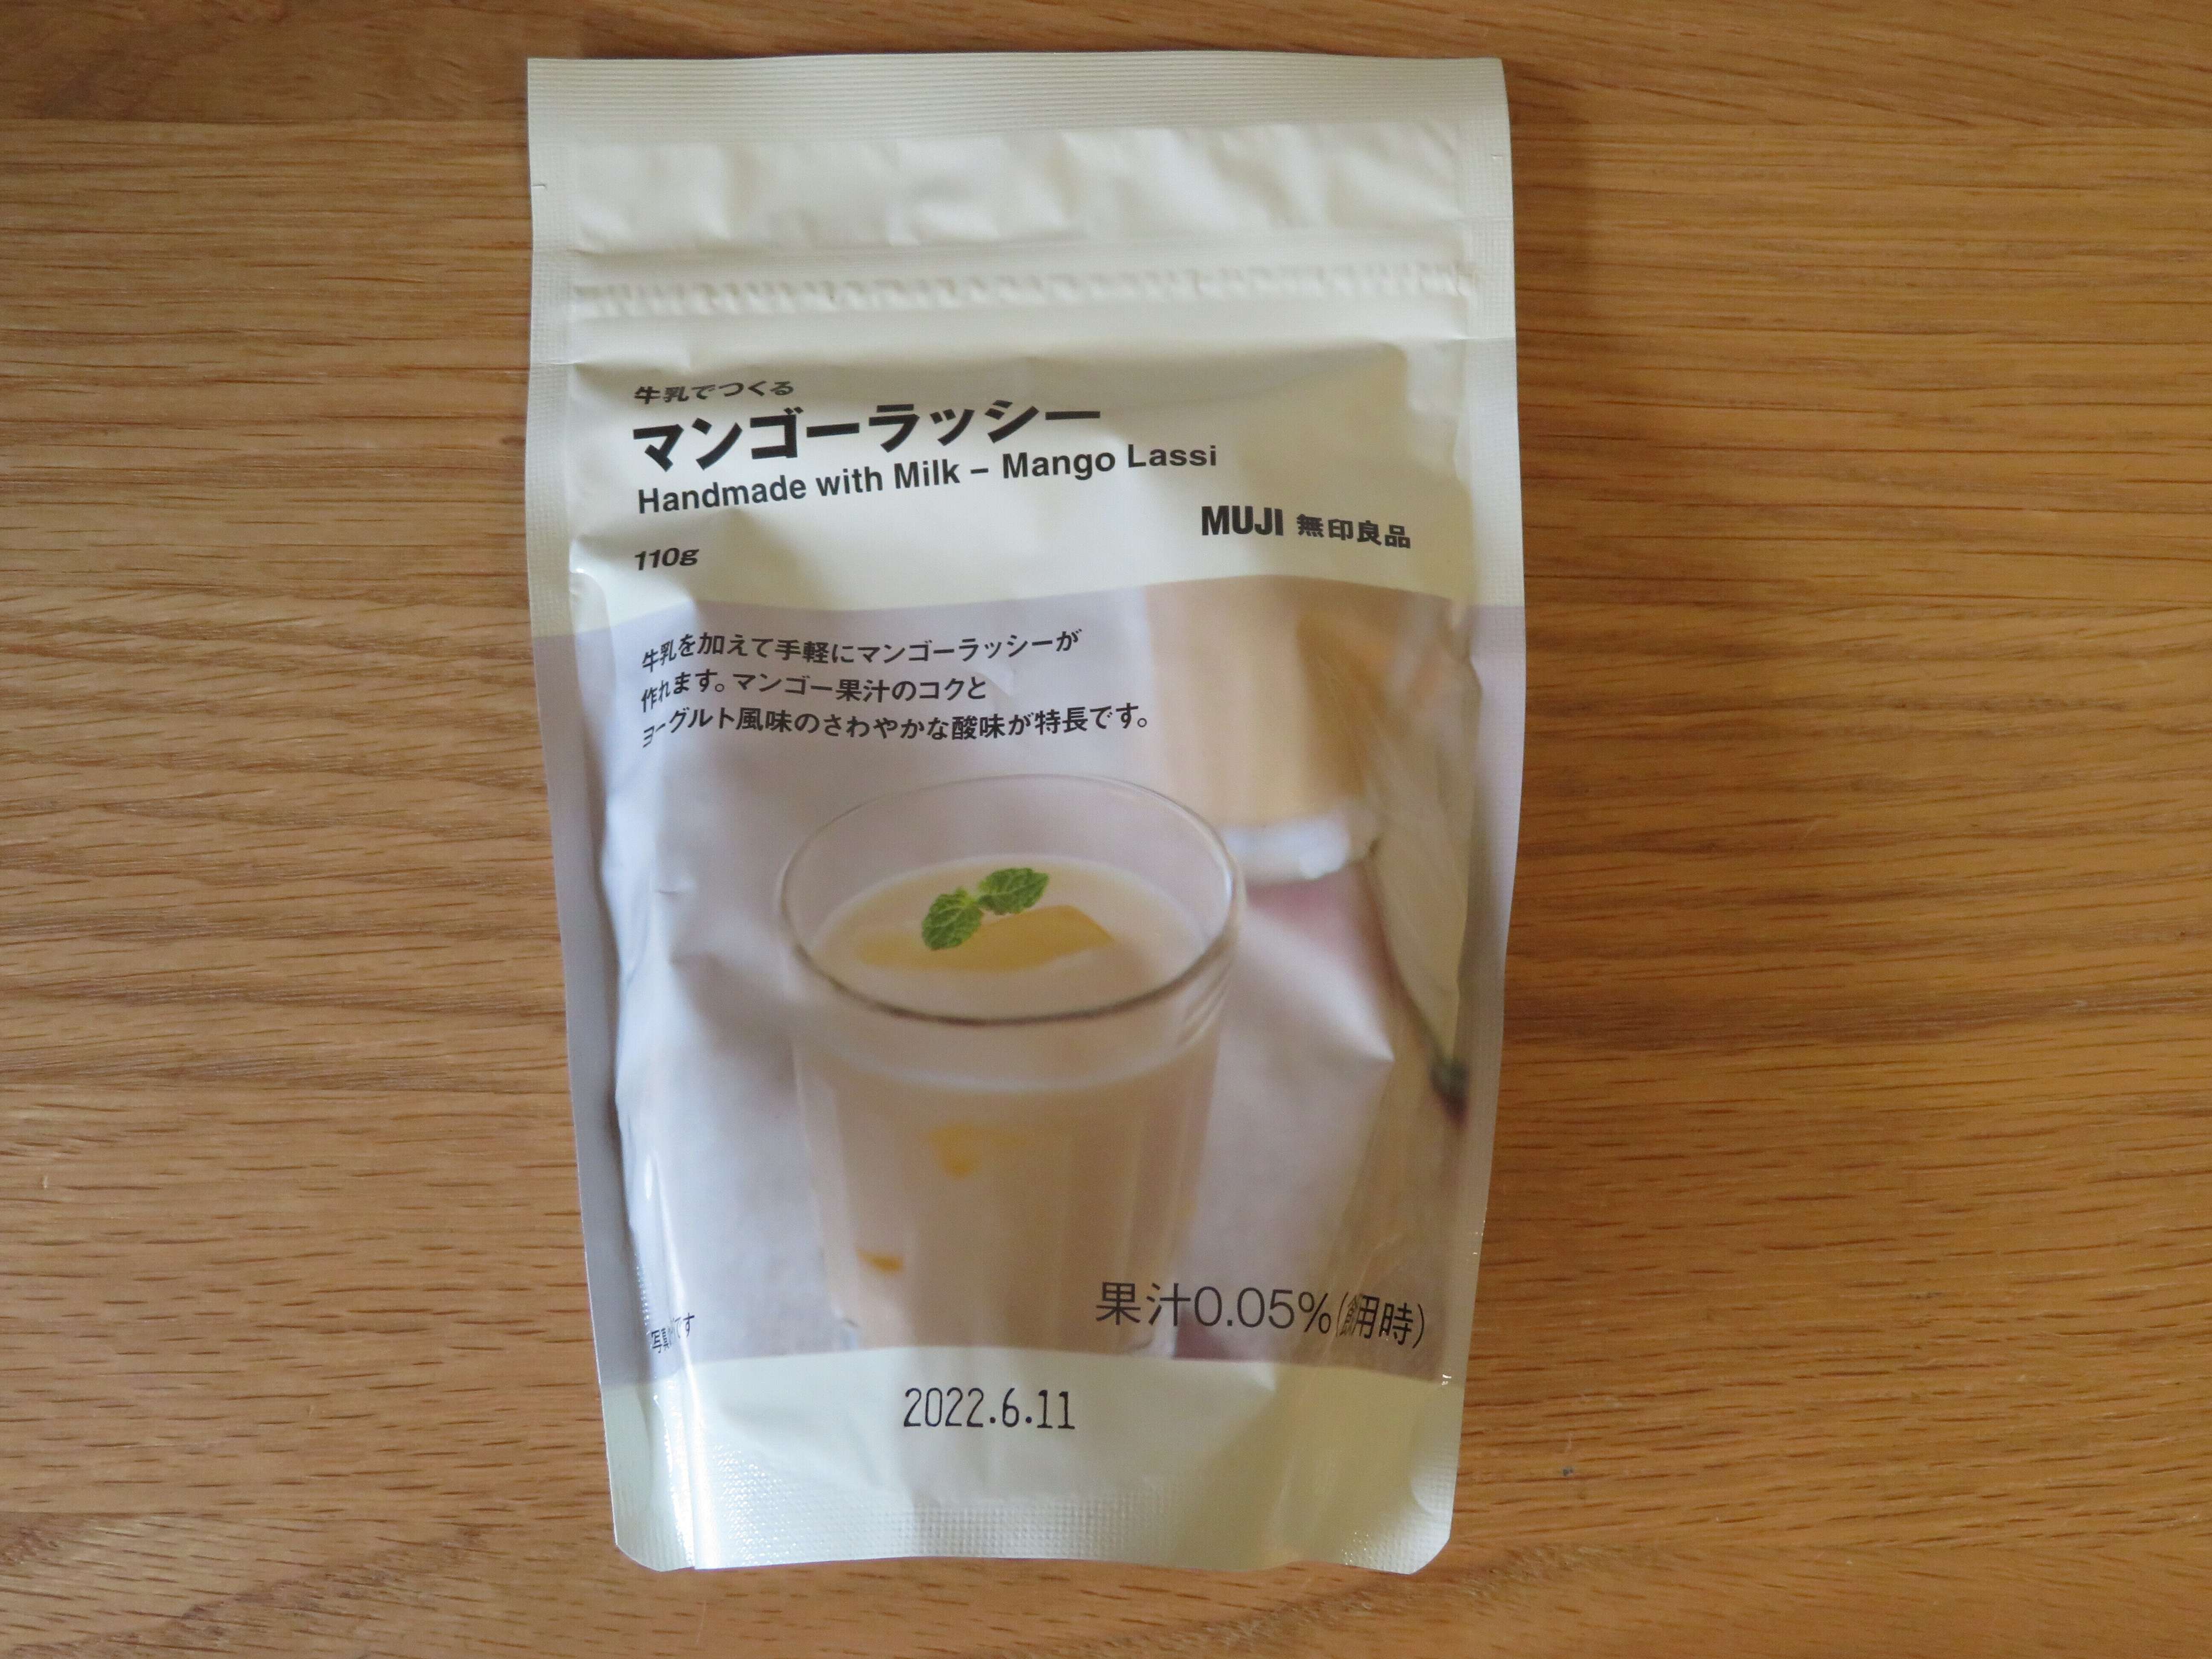 牛乳でつくる
マンゴーラッシー
Handmade with Milk – Mango Lassi
MUJI 無印良品
110g
牛乳を加えて手軽にマンゴーラッシーが
作れます。マンゴー果汁のコクと
ヨーグルト風味のさわやかな酸味が特長です。
果汁0.05%(飲用時)
です
2022.6.11